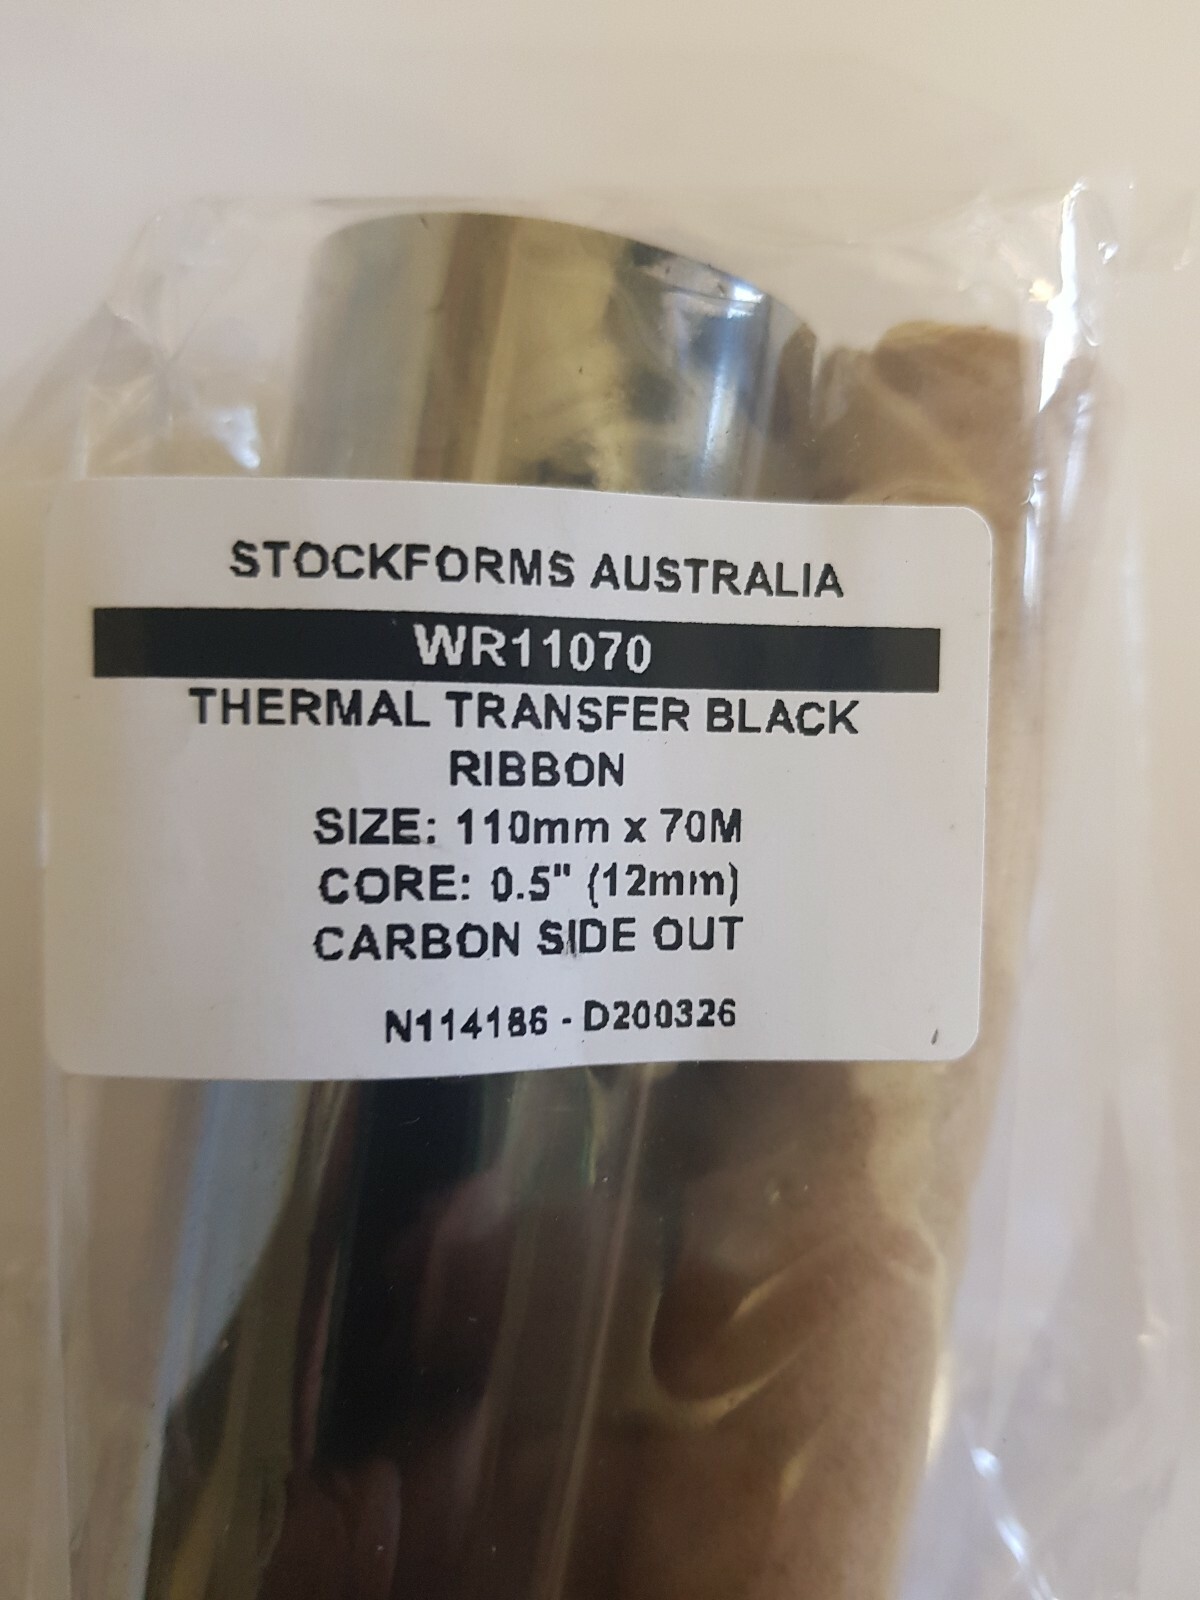 STOCKFORMS AUSTRALIA
WR11070
THERMAL TRANSFER BLACK
RIBBON
SIZE: 110mm x 70M
CORE: 0.5" (12mm)
CARBON SIDE OUT
N114186 - D200326